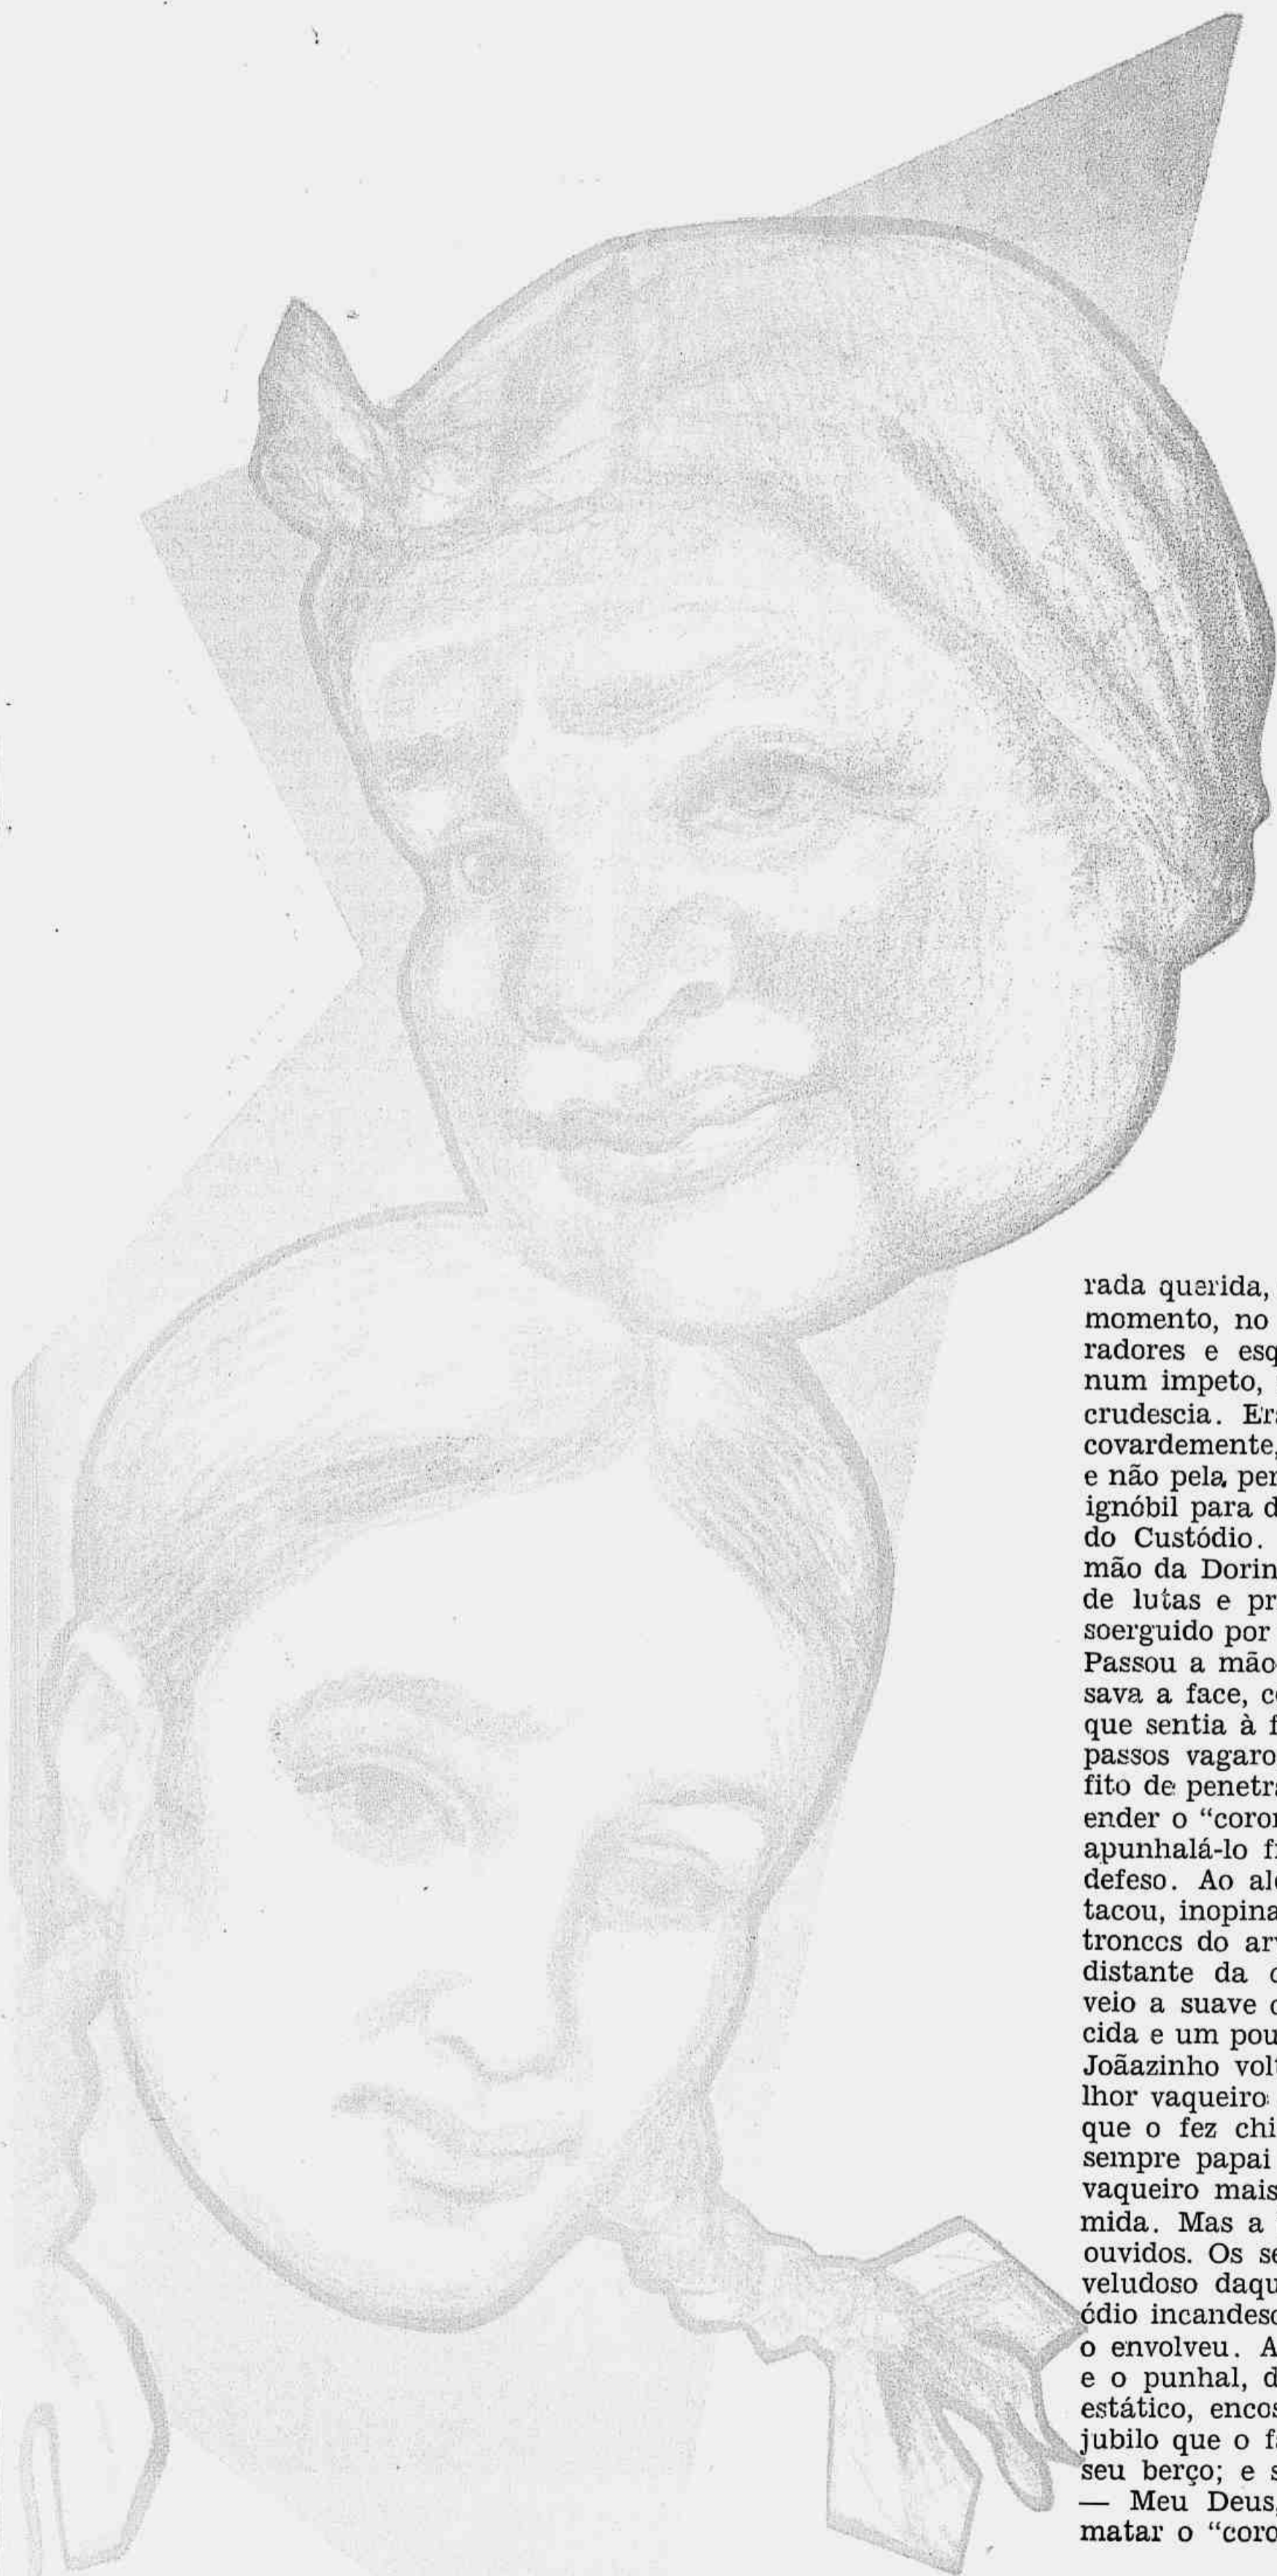 rada querida,
momento, no
radores e esq
num impeto,
crudescia. Era
covardemente,
e não pela per
ignóbil para d
do Custódio.
mão da Dorin
de lutas e pr
soerguido por
Passou a mão
sava a face, c
que sentia à f
passos vagaro
fito de penetra
ender o “coron
apunhalá-lo f
defeso. Ao al
tacou, inopina
troncos do ar
distante da c
veio a suave c
cida e um pou
Joãazinho vol
lhor vaqueiro
que o fez chi
sempre papai
vaqueiro mais
mida. Mas a
ouvidos. Os se
veludoso daqu
ódio incandesc
o envolveu. A
e o punhal, d
estático, encos
jubilo que o fa
seu berço; e s
— Meu Deus,
matar o “coro